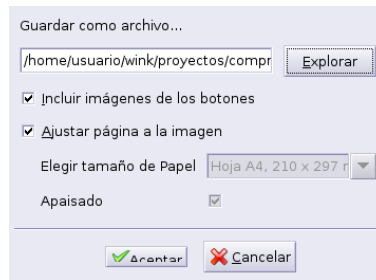 Guardar como archivo...
/home/usuario/wink/proyectos/compr Explorar
Incluir imágenes de los botones
Ajustar página a la imagen
Elegir tamaño de Papel Hoja A4, 210 x 297 r
Apaisado
Aceptar Cancelar